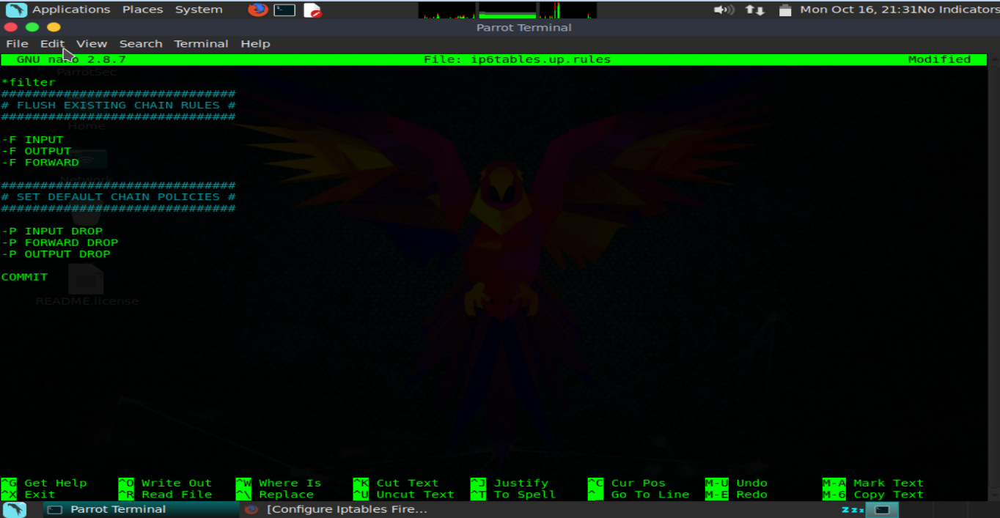 Applications Places System Mon Oct 16, 21:31No Indicators
Parrot Terminal
File Edit View Search Terminal Help
GNU nano 2.8.7 File: ip6tables.up.rules Modified
ParrotSec
*filter
##############################
# FLUSH EXISTING CHAIN RULES #
##############################
Home
-F INPUT
-F OUTPUT
-F FORWARD
Network
##############################
# SET DEFAULT CHAIN POLICIES #
##############################
-P INPUT DROP
-P FORWARD DROP
-P OUTPUT DROP
COMMIT
README.license
^G Get Help ^O Write Out ^W Where Is ^K Cut Text ^J Justify ^C Cur Pos M-U Undo M-A Mark Text
^X Exit ^R Read File ^\ Replace ^U Uncut Text ^T To Spell ^_ Go To Line M-E Redo M-6 Copy Text
Parrot Terminal [Configure Iptables Fire... zzz